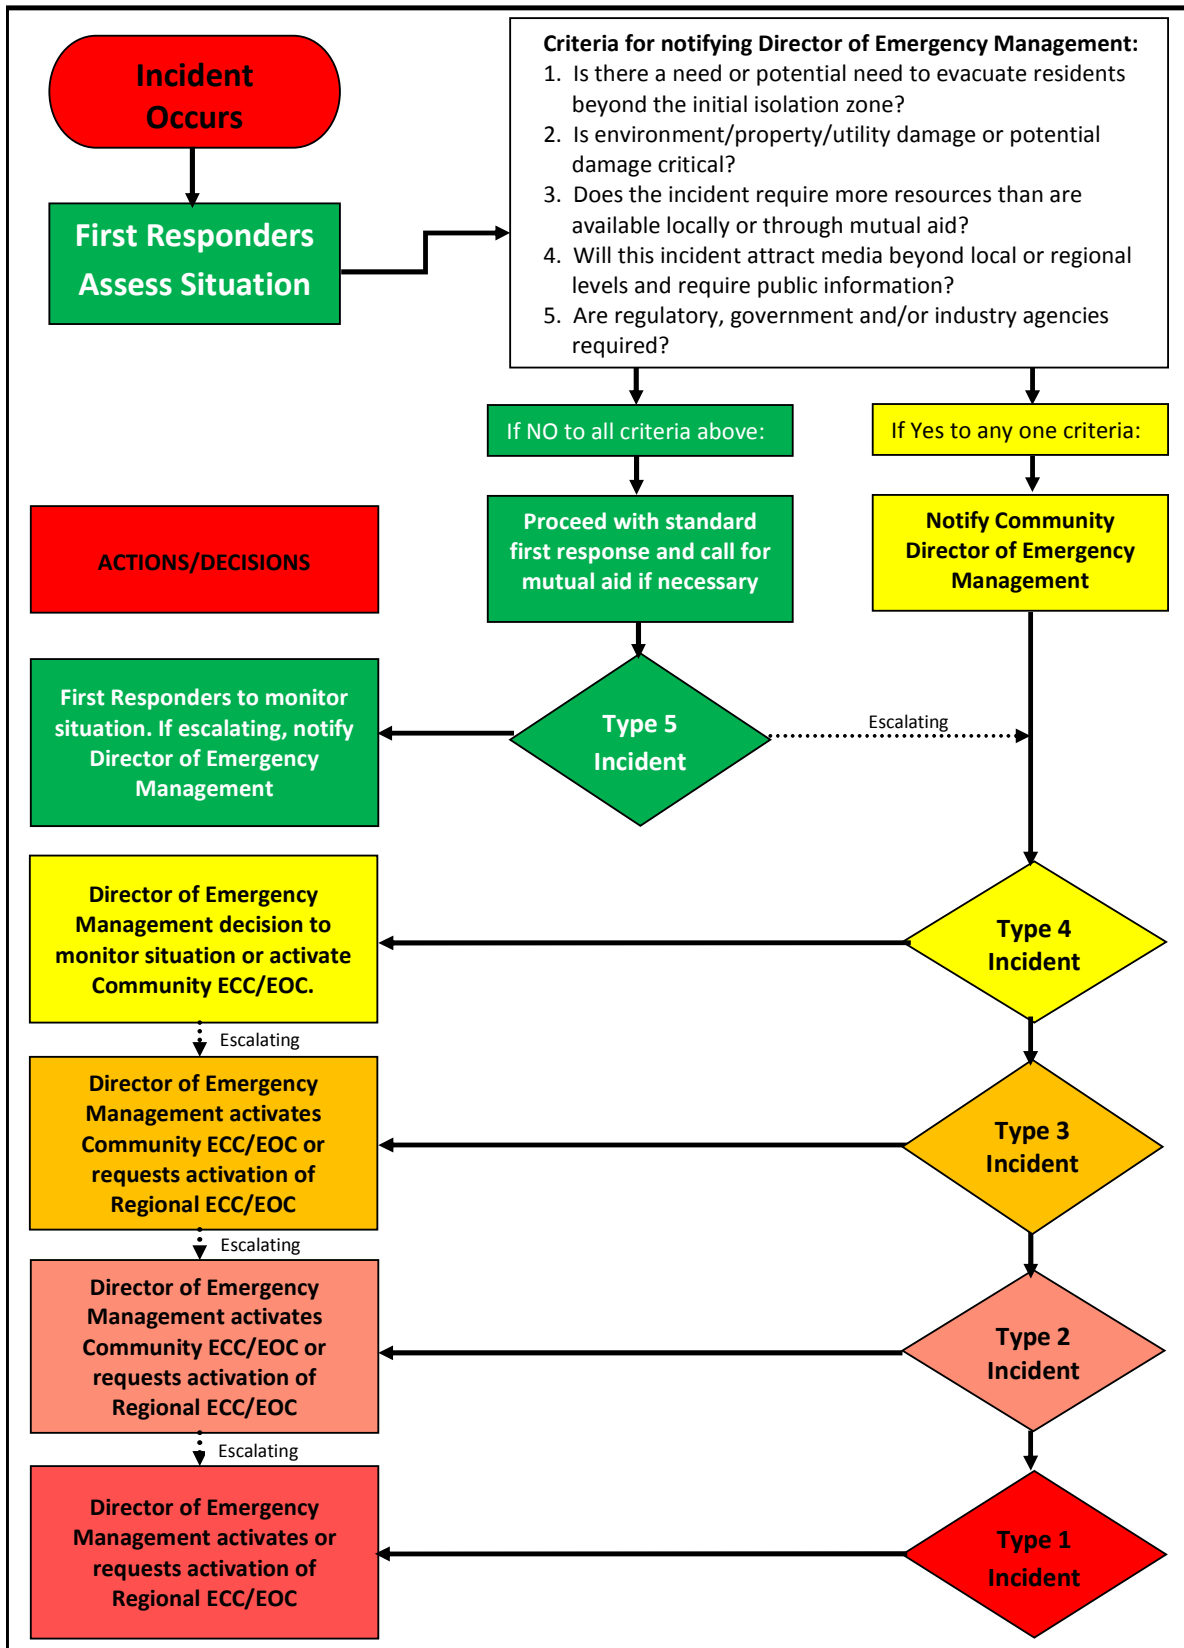 Incident
Occurs
Criteria for notifying Director of Emergency Management:
1. Is there a need or potential need to evacuate residents
beyond the initial isolation zone?
2. Is environment/property/utility damage or potential
damage critical?
3. Does the incident require more resources than are
available locally or through mutual aid?
4. Will this incident attract media beyond local or regional
levels and require public information?
5. Are regulatory, government and/or industry agencies
required?
First Responders
Assess Situation
If NO to all criteria above:
If Yes to any one criteria:
Proceed with standard
first response and call for
mutual aid if necessary
Notify Community
Director of Emergency
Management
ACTIONS/DECISIONS
First Responders to monitor
situation. If escalating, notify
Director of Emergency
Management
Type 5
Incident
Escalating
Director of Emergency
Management decision to
monitor situation or activate
Community ECC/EOC.
Type 4
Incident
Escalating
Director of Emergency
Management activates
Community ECC/EOC or
requests activation of
Regional ECC/EOC
Type 3
Incident
Escalating
Director of Emergency
Management activates
Community ECC/EOC or
requests activation of
Regional ECC/EOC
Type 2
Incident
Escalating
Director of Emergency
Management activates or
requests activation of
Regional ECC/EOC
Type 1
Incident